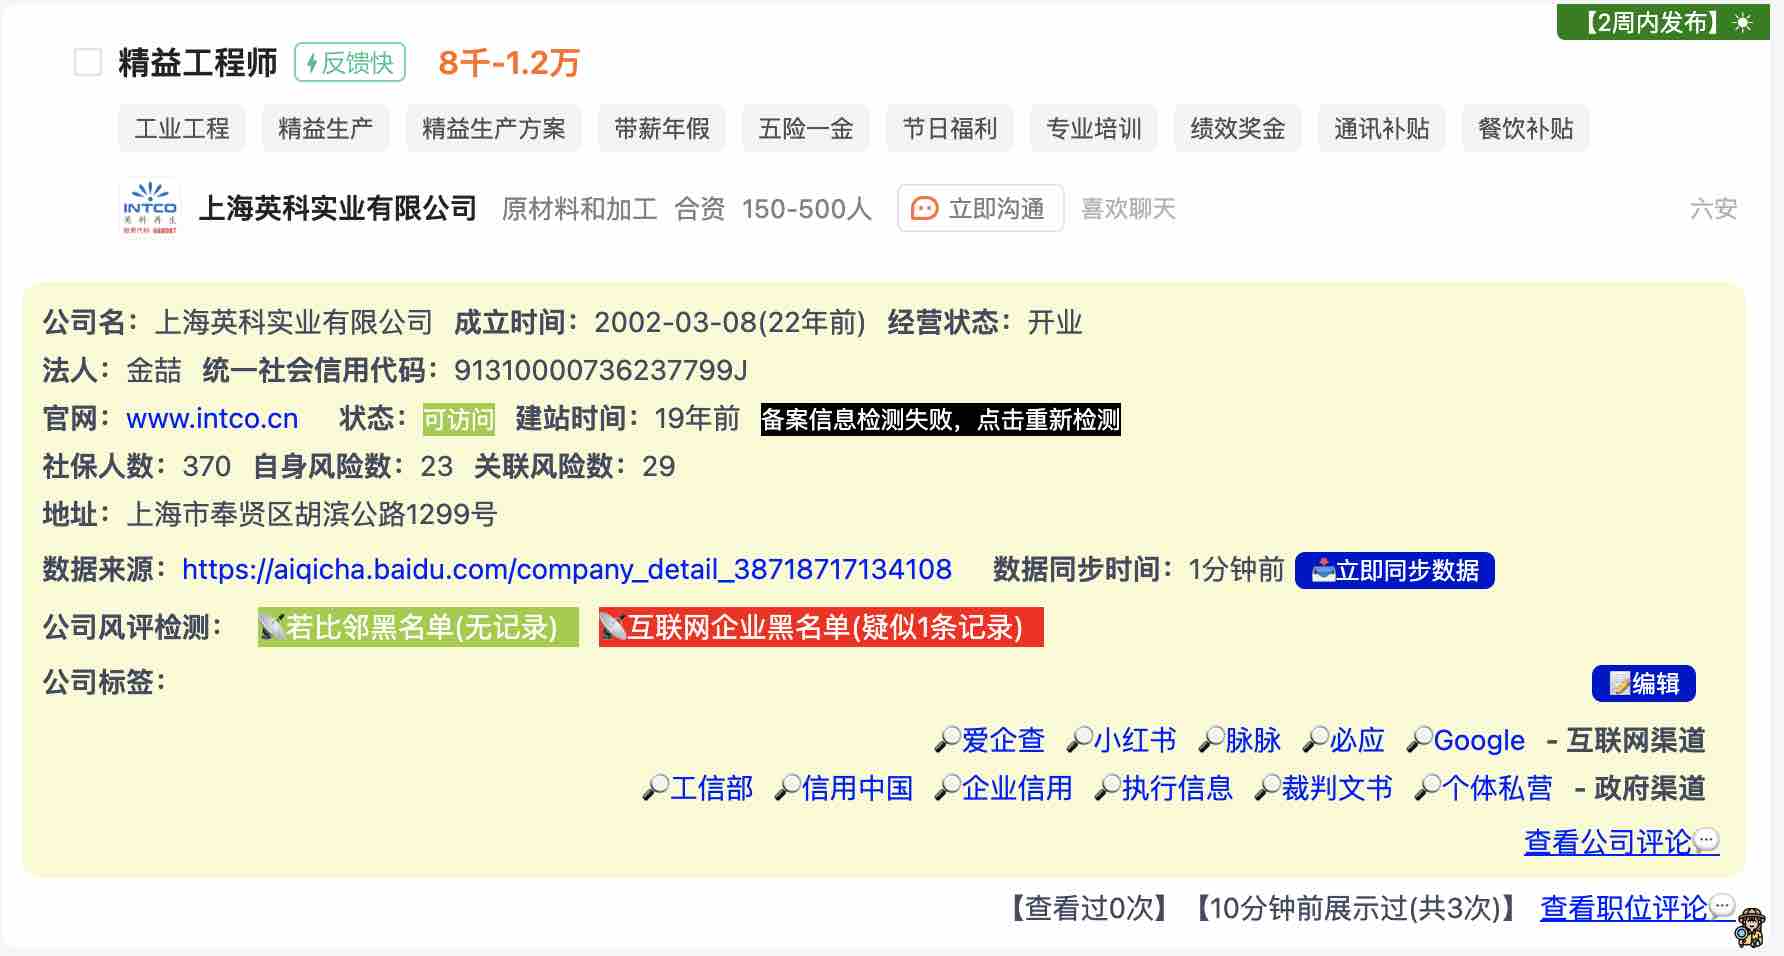 【2周内发布】
精益工程师 反馈快 8千-1.2万
工业工程 精益生产 精益生产方案 带薪年假 五险一金 节日福利 专业培训 绩效奖金 通讯补贴 餐饮补贴
INTCO
上海英科实业有限公司 原材料和加工 合资 150-500人 立即沟通 喜欢聊天 六安
公司名：上海英科实业有限公司 成立时间：2002-03-08(22年前) 经营状态：开业
法人：金喆 统一社会信用代码：91310000736237799J
官网：www.intco.cn 状态：可访问 建站时间：19年前 备案信息检测失败，点击重新检测
社保人数：370 自身风险数：23 关联风险数：29
地址：上海市奉贤区胡滨公路1299号
数据来源：https://aiqicha.baidu.com/company_detail_38718717134108 数据同步时间：1分钟前 立即同步数据
公司风评检测： 若比邻黑名单(无记录) 互联网企业黑名单(疑似1条记录)
公司标签： 编辑
爱企查 小红书 脉脉 必应 Google - 互联网渠道
工信部 信用中国 企业信用 执行信息 裁判文书 个体私营 - 政府渠道
查看公司评论
【查看过0次】【10分钟前展示过(共3次)】 查看职位评论